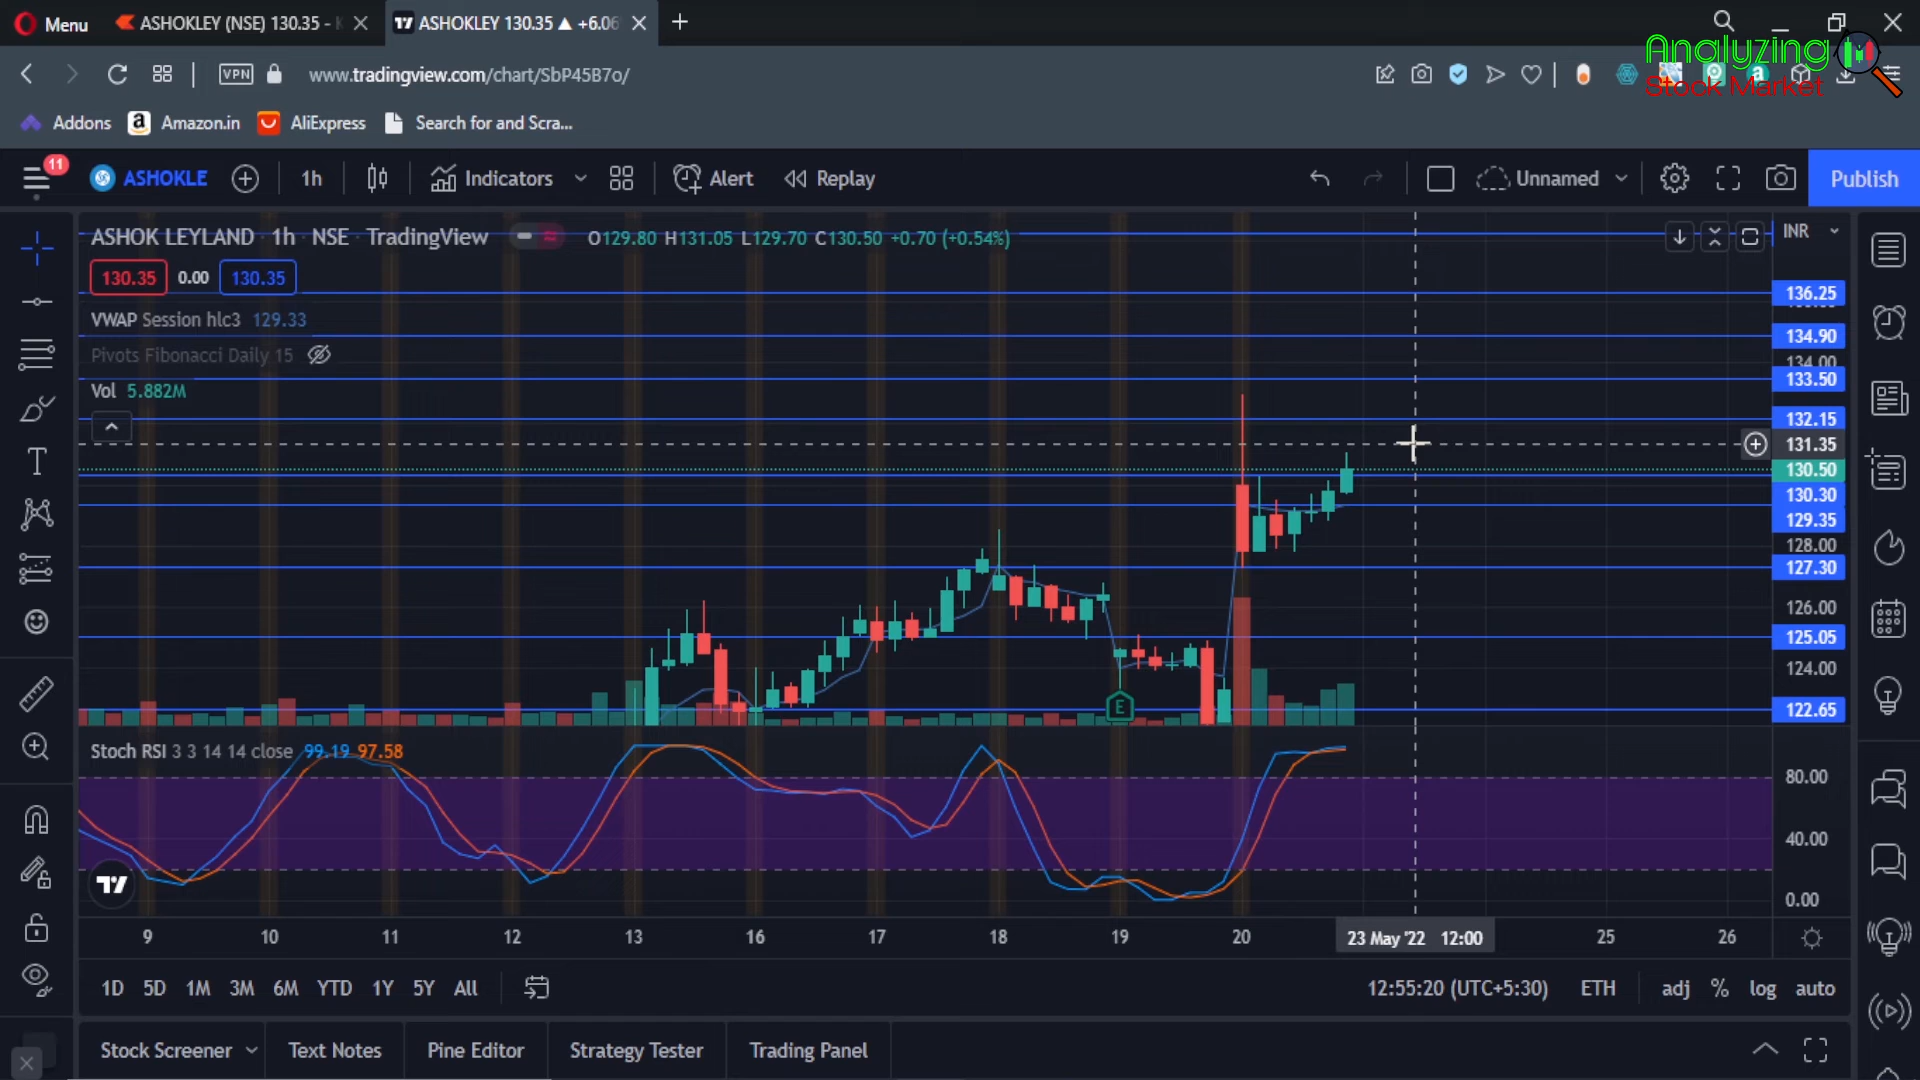 Menu
ASHOKLEY (NSE) 130.35 -
ASHOKLEY 130.35 ▲ +6.06
VPN
www.tradingview.com/chart/SbP45B7o/
Analyzing
Stock Market
Addons
Amazon.in
AliExpress
Search for and Scra...
11
ASHOKLE
1h
Indicators
Alert
Replay
Unnamed
Publish
ASHOK LEYLAND 1h NSE TradingView
O129.80 H131.05 L129.70 C130.50 +0.70 (+0.54%)
INR
130.35 0.00 130.35
VWAP Session hlc3 129.33
Pivots Fibonacci Daily 15
Vol 5.882M
136.25
134.90
134.00
133.50
132.15
131.35
130.50
130.30
129.35
128.00
127.30
126.00
125.05
124.00
122.65
E
Stoch RSI 3 3 14 14 close 99.19 97.58
80.00
40.00
0.00
9 10 11 12 13 16 17 18 19 20 23 May '22 12:00 25 26
1D 5D 1M 3M 6M YTD 1Y 5Y All
12:55:20 (UTC+5:30) ETH adj % log auto
Stock Screener
Text Notes
Pine Editor
Strategy Tester
Trading Panel